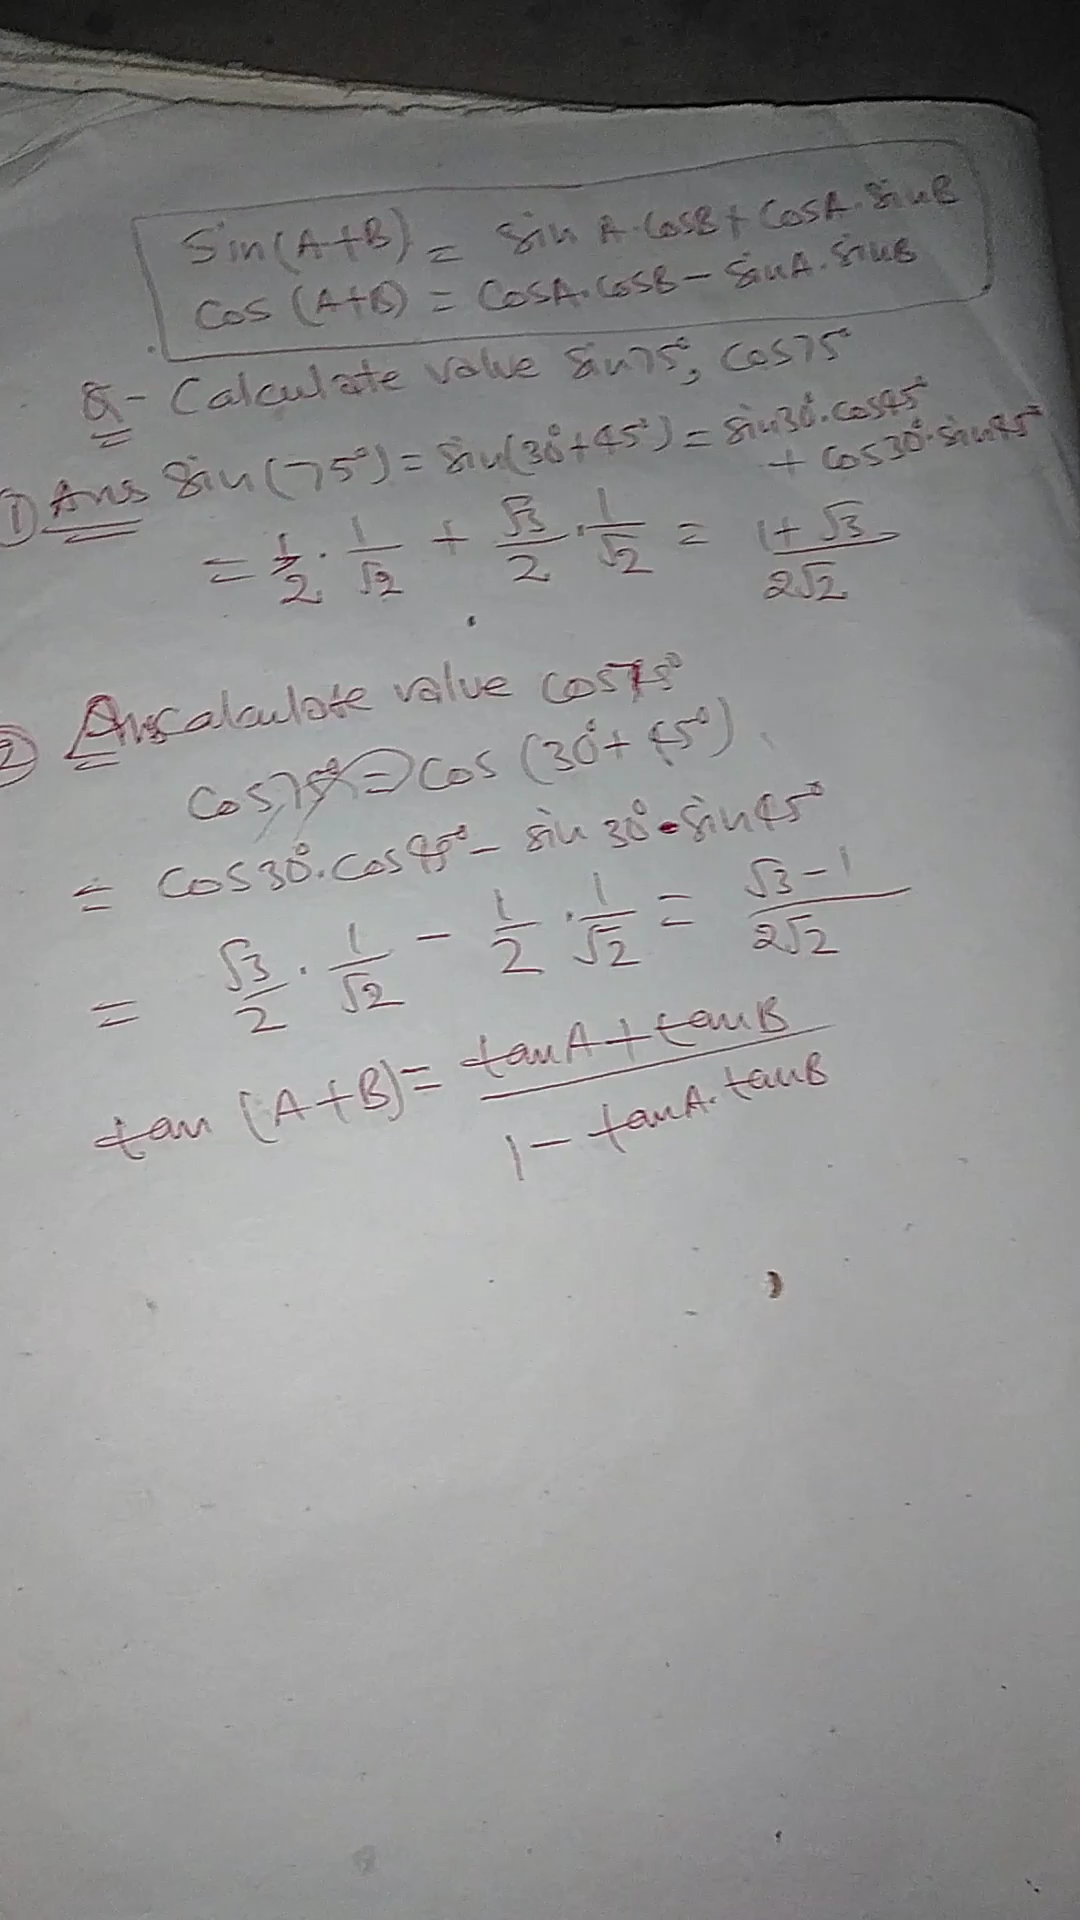 Sin(A+B) = Sin A.CosB + CosA.SinB
Cos (A+B) = CosA.CosB - SinA.SinB
Q - Calculate value Sin75°, Cos75°
① Ans Sin(75°) = Sin(30°+45°) = Sin30°.cos45°
+ Cos30°.Sin45°
= 1/2 . 1/√2 + √3/2 . 1/√2 = 1+√3/2√2
② Ans calculate value cos75°
Cos75° = Cos (30°+45°)
= Cos30°.Cos45° - Sin 30°.Sin45°
= √3/2 . 1/√2 - 1/2 . 1/√2 = √3-1/2√2
tan (A+B) = tanA + tanB/1 - tanA.tanB